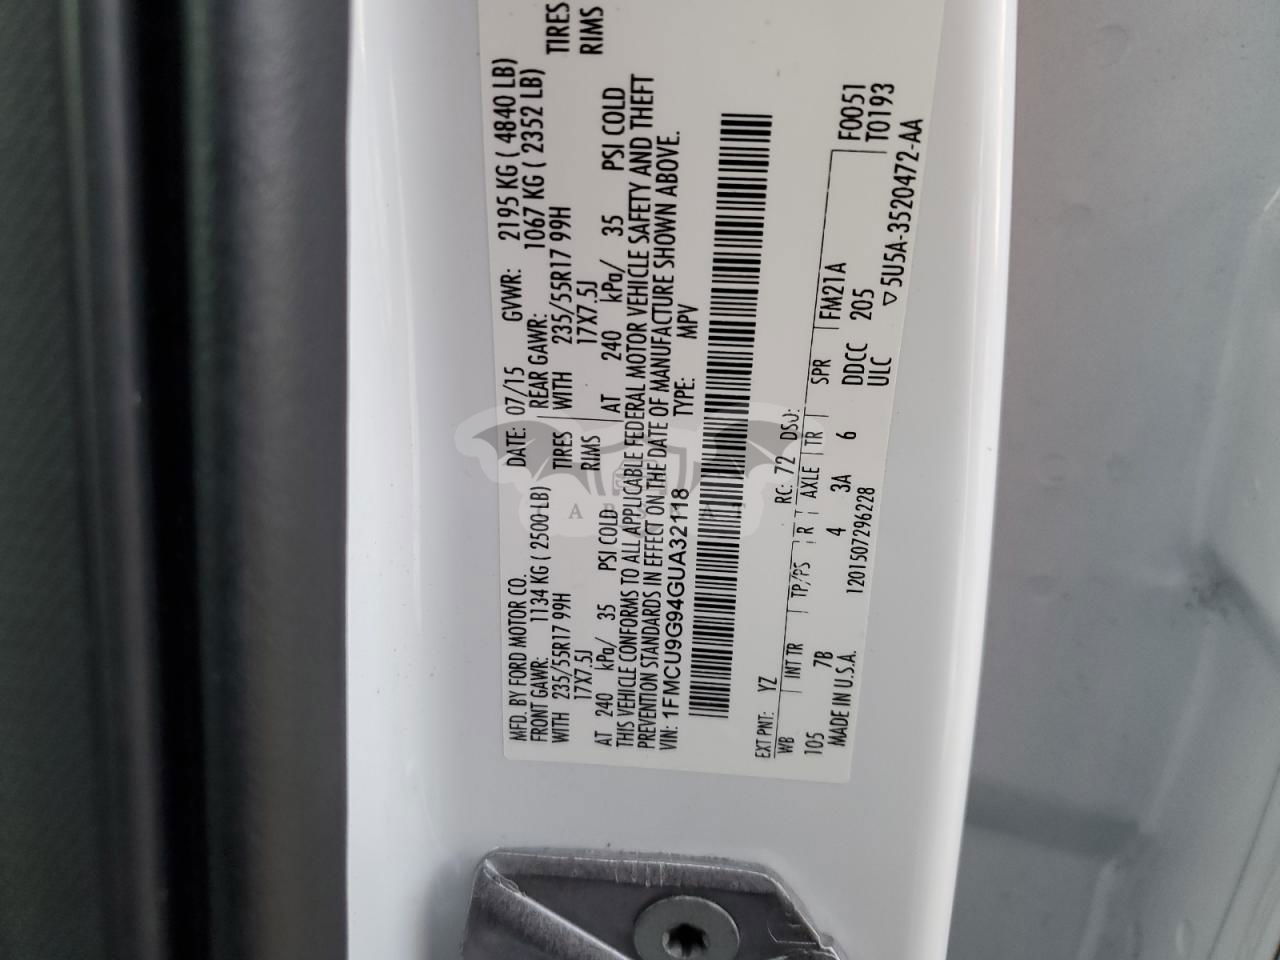 MFD. BY FORD MOTOR CO. DATE: 07/15 GVWR: 2195 KG ( 4840 LB)
FRONT GAWR: 1134 KG ( 2500 LB) REAR GAWR: 1067 KG ( 2352 LB)
WITH 235/55R17 99H TIRES WITH 235/55R17 99H TIRES
17X7.5J RIMS 17X7.5J RIMS
AT 240 kPa/ 35 PSI COLD AT 240 kPa/ 35 PSI COLD
THIS VEHICLE CONFORMS TO ALL APPLICABLE FEDERAL MOTOR VEHICLE SAFETY AND THEFT
PREVENTION STANDARDS IN EFFECT ON THE DATE OF MANUFACTURE SHOWN ABOVE.
VIN: 1FMCU9G94GUA32118 TYPE: MPV
EXT PNT: YZ RC: 72 DSO: F0051
WB INT TR TP/PS R AXLE TR SPR FM21A T0193
105 7B 4 3A 6 DDCC 205
MADE IN U.S.A. 1201507296228 ULC ▽5U5A-3520472-AA